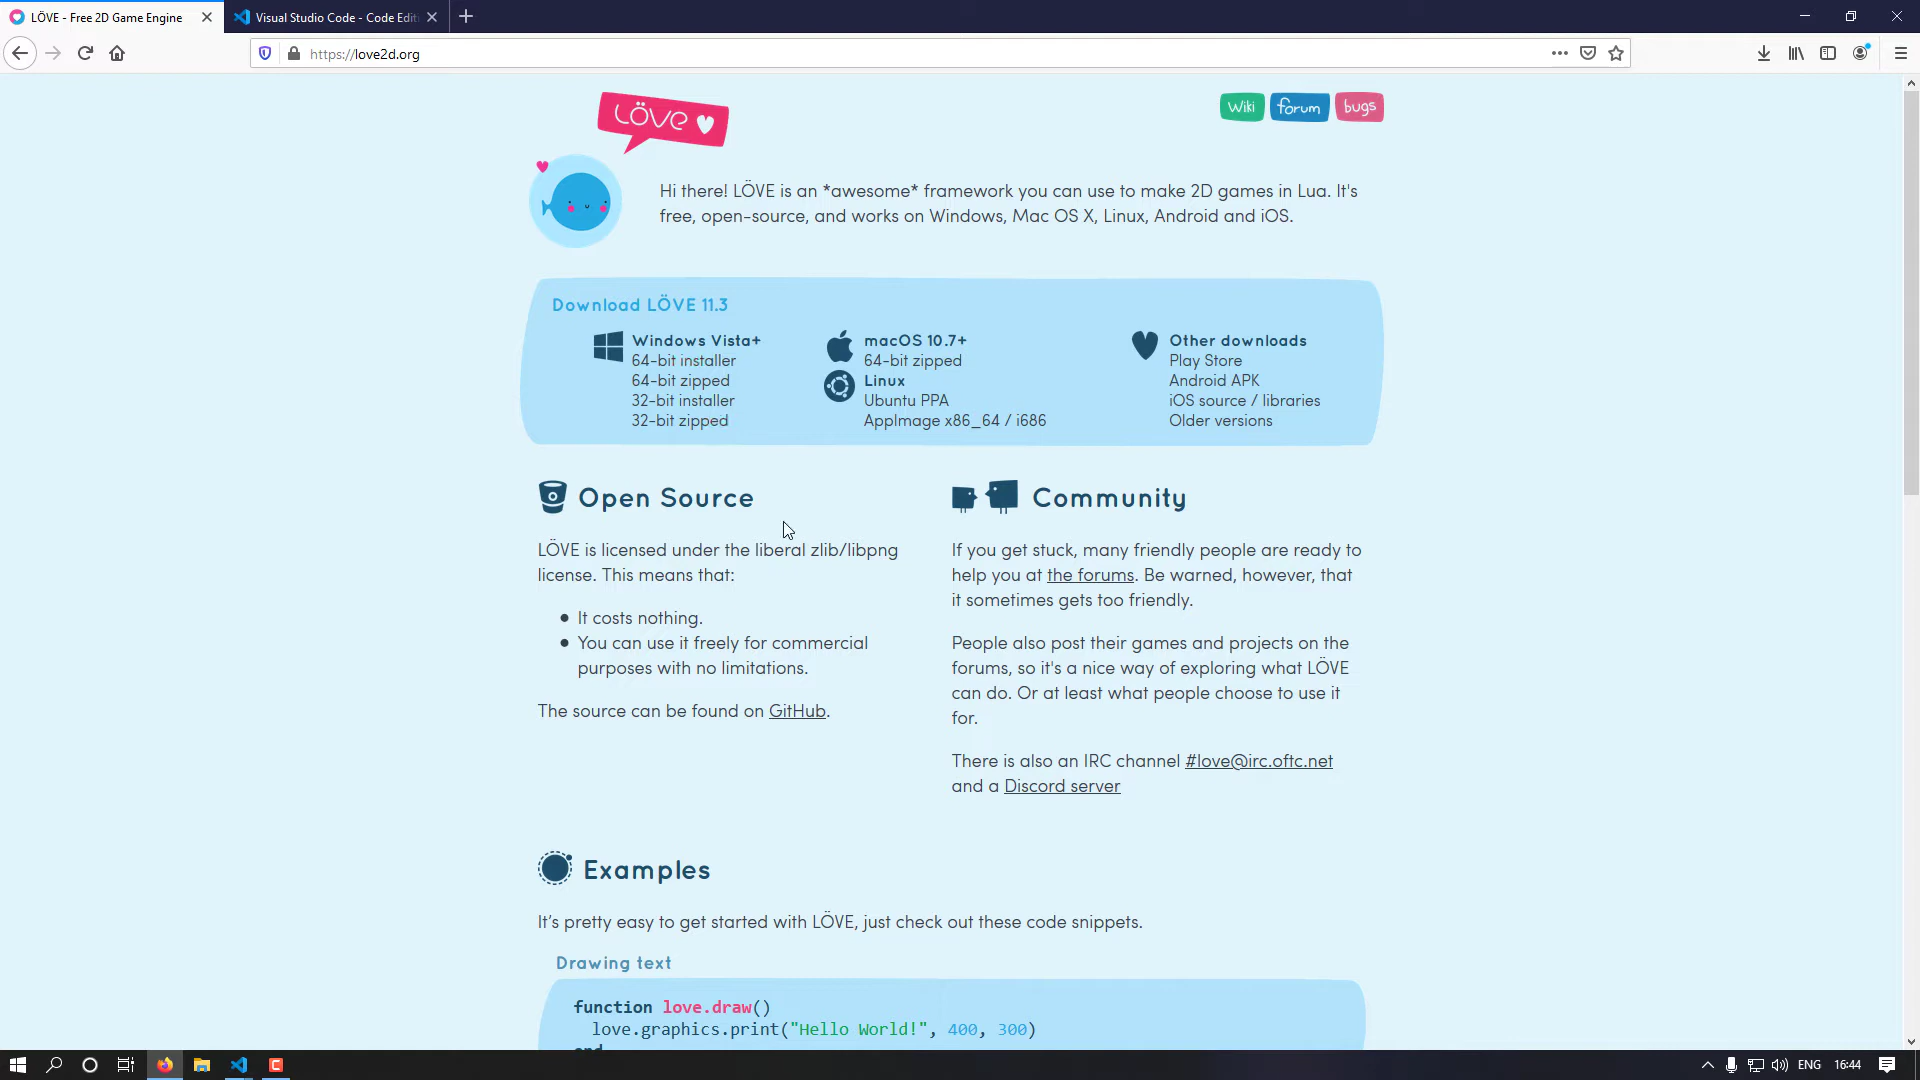 LÖVE - Free 2D Game Engine
Visual Studio Code - Code Edit
https://love2d.org
LÖVE
Wiki
forum
bugs
Hi there! LÖVE is an *awesome* framework you can use to make 2D games in Lua. It's
free, open-source, and works on Windows, Mac OS X, Linux, Android and iOS.
Download LÖVE 11.3
Windows Vista+
64-bit installer
64-bit zipped
32-bit installer
32-bit zipped
macOS 10.7+
64-bit zipped
Linux
Ubuntu PPA
AppImage x86_64 / i686
Other downloads
Play Store
Android APK
iOS source / libraries
Older versions
Open Source
LÖVE is licensed under the liberal zlib/libpng
license. This means that:
It costs nothing.
You can use it freely for commercial
purposes with no limitations.
The source can be found on GitHub.
Community
If you get stuck, many friendly people are ready to
help you at the forums. Be warned, however, that
it sometimes gets too friendly.
People also post their games and projects on the
forums, so it's a nice way of exploring what LÖVE
can do. Or at least what people choose to use it
for.
There is also an IRC channel #love@irc.oftc.net
and a Discord server
Examples
It's pretty easy to get started with LÖVE, just check out these code snippets.
Drawing text
function love.draw()
love.graphics.print("Hello World!", 400, 300)
end
ENG
16:44